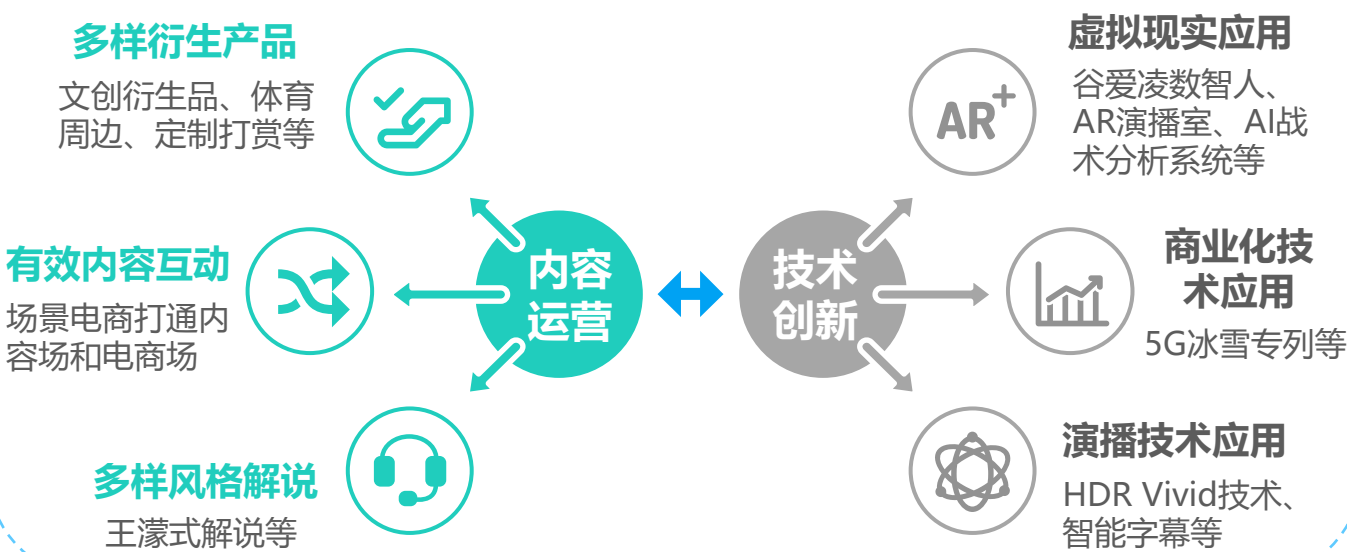 多样衍生产品
文创衍生品、体育
周边、定制打赏等
有效内容互动
场景电商打通内
容场和电商场
多样风格解说
王濛式解说等
内容
运营
技术
创新
AR+
虚拟现实应用
谷爱凌数智人、
AR演播室、AI战
术分析系统等
商业化技
术应用
5G冰雪专列等
演播技术应用
HDR Vivid技术、
智能字幕等